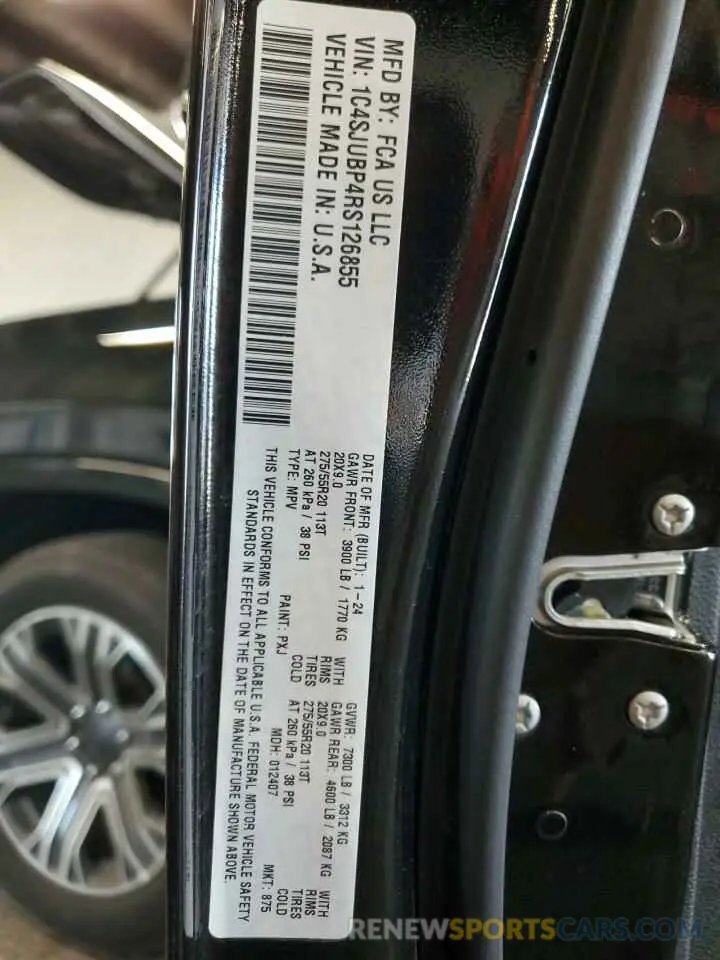 MFD BY: FCA US LLC
VIN: 1C4SJUBP4RS126855
VEHICLE MADE IN: U.S.A.
DATE OF MFR (BUILT): 1-24 GVWR: 7300 LB / 3312 KG
GAWR FRONT: 3900 LB / 1770 KG WITH GAWR REAR: 4600 LB / 2087 KG WITH
20X9.0 RIMS 20X9.0 RIMS
275/55R20 113T TIRES 275/55R20 113T TIRES
AT 260 kPa / 38 PSI COLD AT 260 kPa / 38 PSI COLD
TYPE: MPV PAINT: PXJ MDH: 012407 MKT: 875
THIS VEHICLE CONFORMS TO ALL APPLICABLE U.S.A. FEDERAL MOTOR VEHICLE SAFETY
STANDARDS IN EFFECT ON THE DATE OF MANUFACTURE SHOWN ABOVE.
RENEWSPORTSCARS.COM